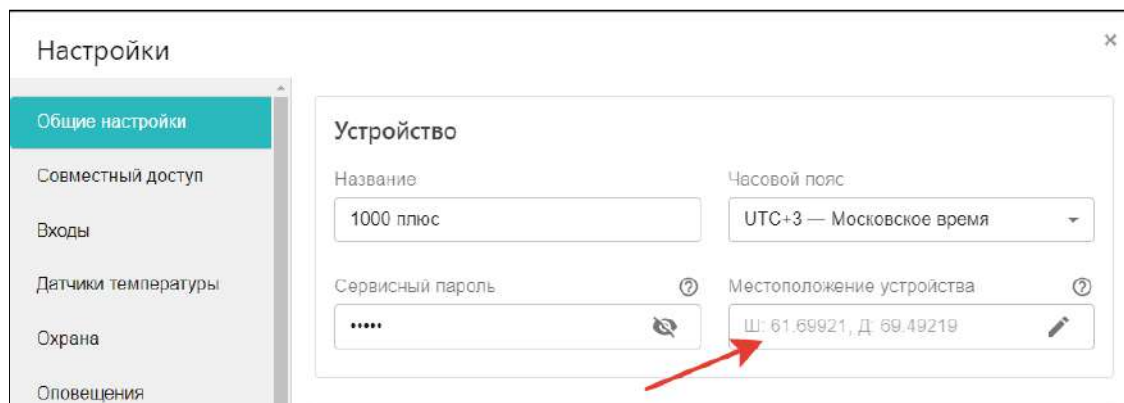 Настройки
×
Общие настройки
Совместный доступ
Входы
Датчики температуры
Охрана
Оповещения
Устройство
Название
Часовой пояс
1000 плюс
UTC+3 — Московское время
Сервисный пароль
Местоположение устройства
•••••
Ш: 61.69921, Д: 69.49219